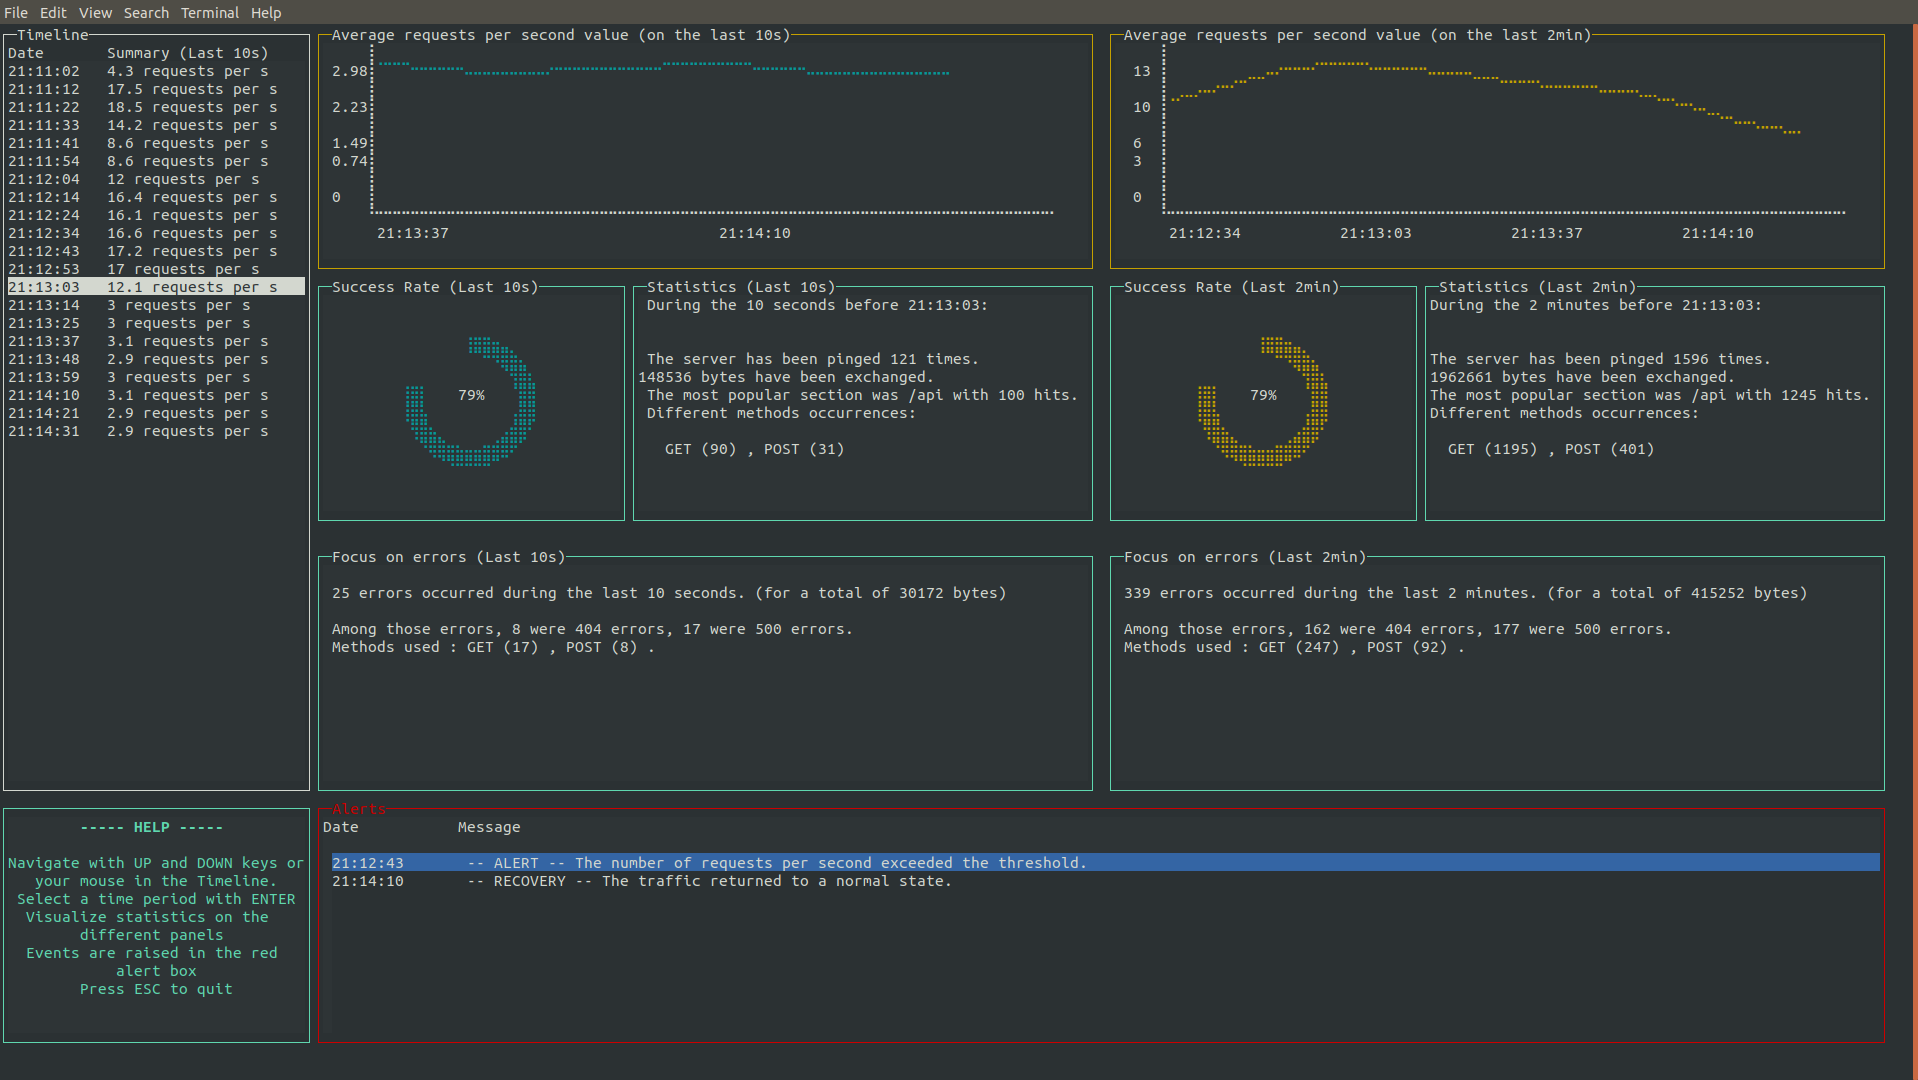 File Edit View Search Terminal Help
Timeline
Date Summary (Last 10s)
21:11:02 4.3 requests per s
21:11:12 17.5 requests per s
21:11:22 18.5 requests per s
21:11:33 14.2 requests per s
21:11:41 8.6 requests per s
21:11:54 8.6 requests per s
21:12:04 12 requests per s
21:12:14 16.4 requests per s
21:12:24 16.1 requests per s
21:12:34 16.6 requests per s
21:12:43 17.2 requests per s
21:12:53 17 requests per s
21:13:03 12.1 requests per s
21:13:14 3 requests per s
21:13:25 3 requests per s
21:13:37 3.1 requests per s
21:13:48 2.9 requests per s
21:13:59 3 requests per s
21:14:10 3.1 requests per s
21:14:21 2.9 requests per s
21:14:31 2.9 requests per s
Average requests per second value (on the last 10s)
2.98
2.23
1.49
0.74
0
21:13:37 21:14:10
Average requests per second value (on the last 2min)
13
10
6
3
0
21:12:34 21:13:03 21:13:37 21:14:10
Success Rate (Last 10s)
79%
Statistics (Last 10s)
During the 10 seconds before 21:13:03:
The server has been pinged 121 times.
148536 bytes have been exchanged.
The most popular section was /api with 100 hits.
Different methods occurrences:
GET (90) , POST (31)
Success Rate (Last 2min)
79%
Statistics (Last 2min)
During the 2 minutes before 21:13:03:
The server has been pinged 1596 times.
1962661 bytes have been exchanged.
The most popular section was /api with 1245 hits.
Different methods occurrences:
GET (1195) , POST (401)
Focus on errors (Last 10s)
25 errors occurred during the last 10 seconds. (for a total of 30172 bytes)
Among those errors, 8 were 404 errors, 17 were 500 errors.
Methods used : GET (17) , POST (8) .
Focus on errors (Last 2min)
339 errors occurred during the last 2 minutes. (for a total of 415252 bytes)
Among those errors, 162 were 404 errors, 177 were 500 errors.
Methods used : GET (247) , POST (92) .
----- HELP -----
Navigate with UP and DOWN keys or
your mouse in the Timeline.
Select a time period with ENTER
Visualize statistics on the
different panels
Events are raised in the red
alert box
Press ESC to quit
Alerts
Date Message
21:12:43 -- ALERT -- The number of requests per second exceeded the threshold.
21:14:10 -- RECOVERY -- The traffic returned to a normal state.